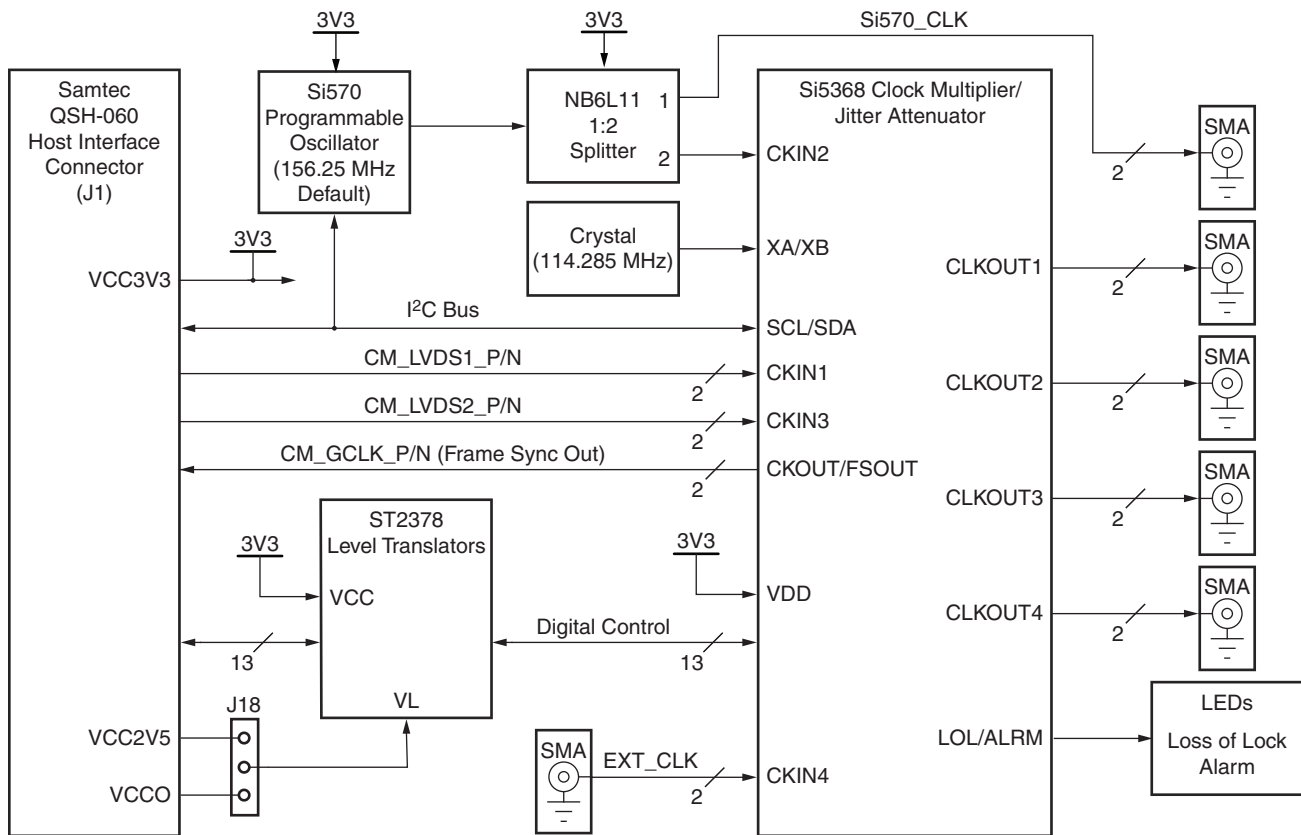 3V3
3V3
Si570_CLK
Samtec
QSH-060
Host Interface
Connector
(J1)
Si570
Programmable
Oscillator
(156.25 MHz
Default)
NB6L11
1:2
Splitter
1
2
Si5368 Clock Multiplier/
Jitter Attenuator
SMA
2
CKIN2
3V3
VCC3V3
Crystal
(114.285 MHz)
XA/XB
CLKOUT1
2
SMA
I²C Bus
SCL/SDA
CM_LVDS1_P/N
2
CKIN1
CLKOUT2
2
SMA
CM_LVDS2_P/N
2
CKIN3
CM_GCLK_P/N (Frame Sync Out)
2
CKOUT/FSOUT
CLKOUT3
2
SMA
ST2378
Level Translators
3V3
VCC
3V3
VDD
CLKOUT4
2
SMA
13
Digital Control
13
VL
J18
VCC2V5
VCCO
SMA
EXT_CLK
2
CKIN4
LOL/ALRM
LEDs
Loss of Lock
Alarm